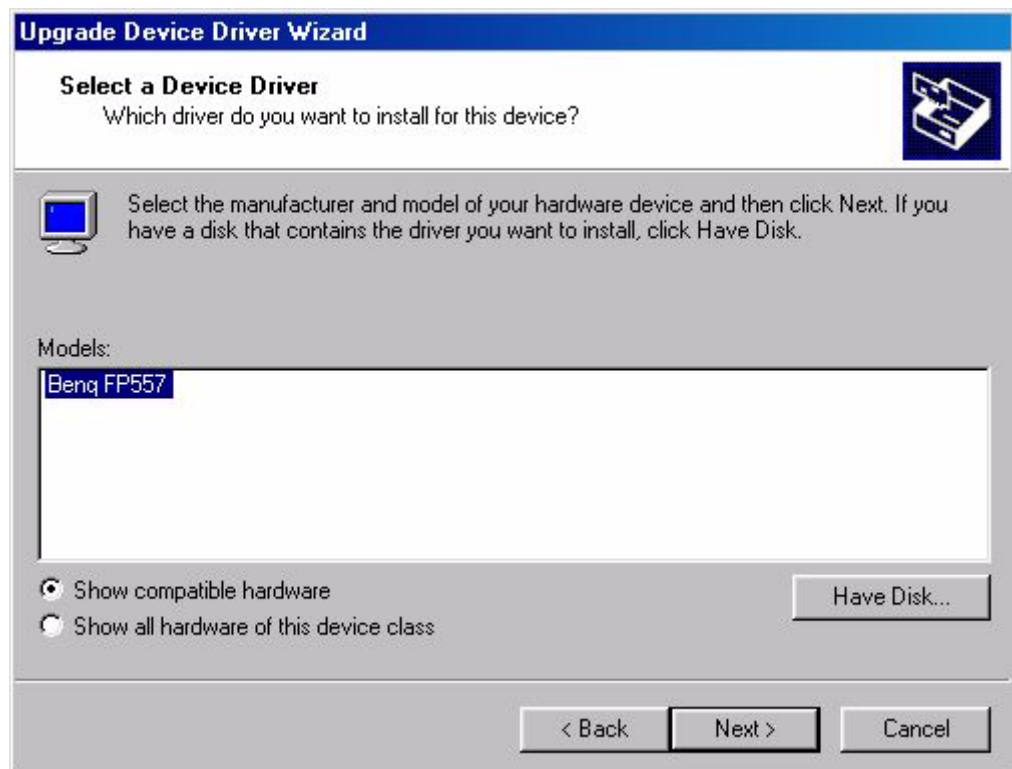 Upgrade Device Driver Wizard
Select a Device Driver
Which driver do you want to install for this device?
Select the manufacturer and model of your hardware device and then click Next. If you
have a disk that contains the driver you want to install, click Have Disk.
Models:
Benq FP557
Show compatible hardware
Have Disk...
Show all hardware of this device class
< Back
Next >
Cancel